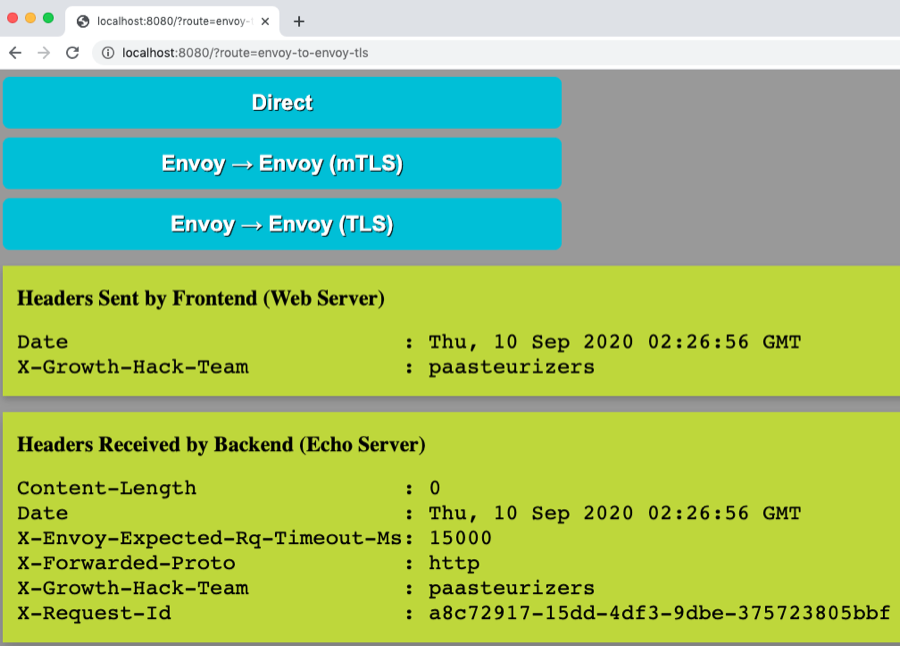 localhost:8080/?route=envoy-
localhost:8080/?route=envoy-to-envoy-tls
Direct
Envoy → Envoy (mTLS)
Envoy → Envoy (TLS)
Headers Sent by Frontend (Web Server)
Date : Thu, 10 Sep 2020 02:26:56 GMT
X-Growth-Hack-Team : paasteurizers
Headers Received by Backend (Echo Server)
Content-Length : 0
Date : Thu, 10 Sep 2020 02:26:56 GMT
X-Envoy-Expected-Rq-Timeout-Ms: 15000
X-Forwarded-Proto : http
X-Growth-Hack-Team : paasteurizers
X-Request-Id : a8c72917-15dd-4df3-9dbe-375723805bbf